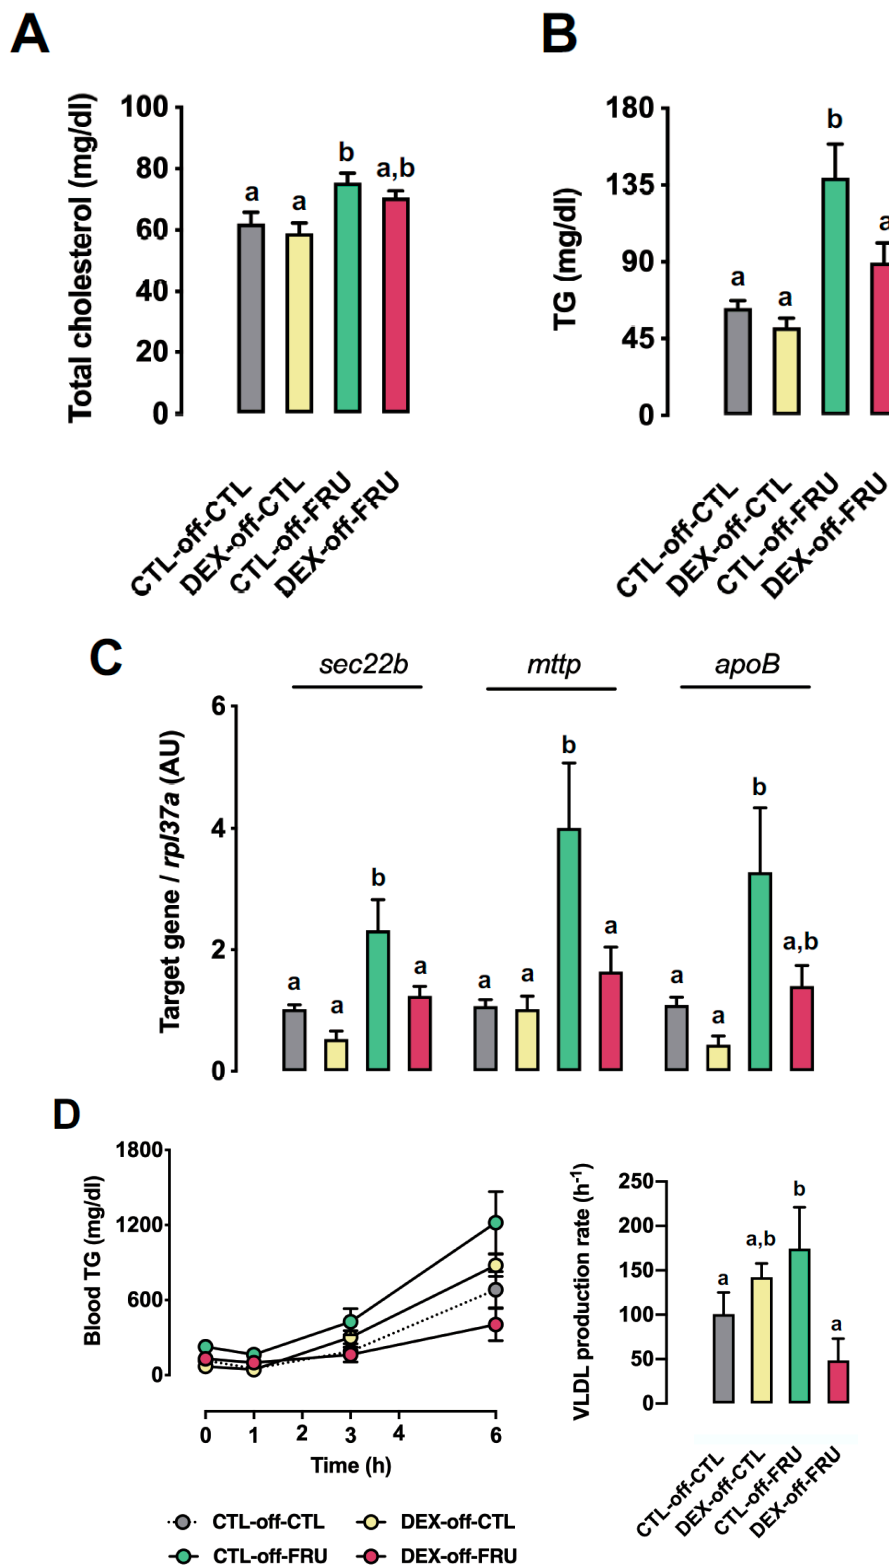 A
Total cholesterol (mg/dl)
100
80
60
40
20
0
a
a
b
a,b
CTL-off-CTL
DEX-off-CTL
CTL-off-FRU
DEX-off-FRU
B
TG (mg/dl)
180
135
90
45
0
a
a
b
a
CTL-off-CTL
DEX-off-CTL
CTL-off-FRU
DEX-off-FRU
C
sec22b
mttp
apoB
Target gene / rpl37a (AU)
6
4
2
0
a
a
b
a
a
a
b
a
a
a
b
a,b
D
Blood TG (mg/dl)
1800
1200
600
0
0
1
2
3
4
6
Time (h)
CTL-off-CTL
DEX-off-CTL
CTL-off-FRU
DEX-off-FRU
VLDL production rate (h-1)
250
200
150
100
50
0
a
a,b
b
a
CTL-off-CTL
DEX-off-CTL
CTL-off-FRU
DEX-off-FRU